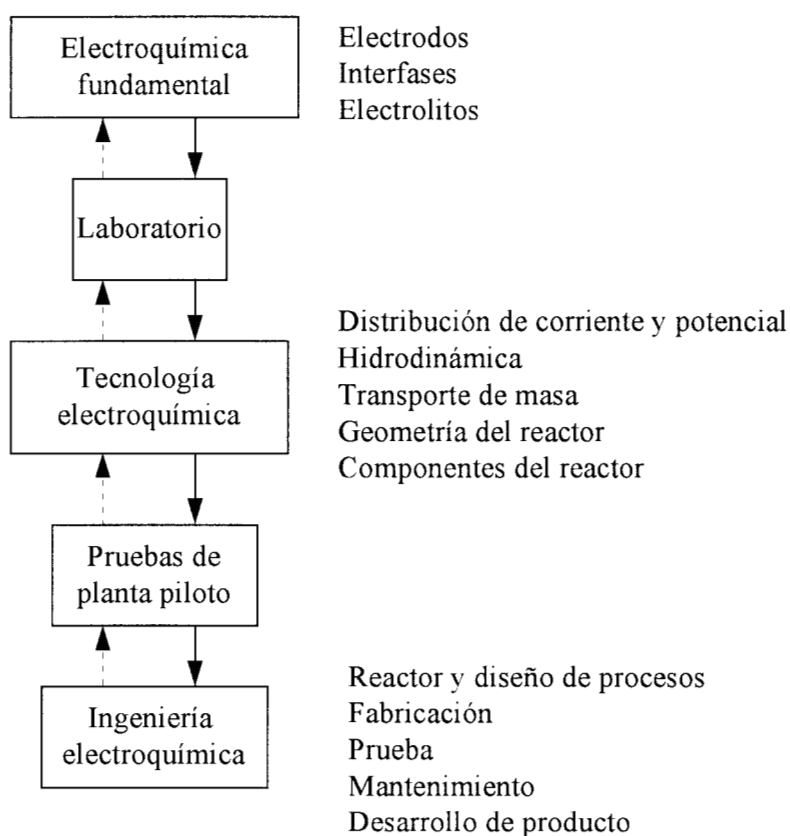 Electroquímica
fundamental
Electrodos
Interfases
Electrolitos
Laboratorio
Tecnología
electroquímica
Distribución de corriente y potencial
Hidrodinámica
Transporte de masa
Geometría del reactor
Componentes del reactor
Pruebas de
planta piloto
Ingeniería
electroquímica
Reactor y diseño de procesos
Fabricación
Prueba
Mantenimiento
Desarrollo de producto